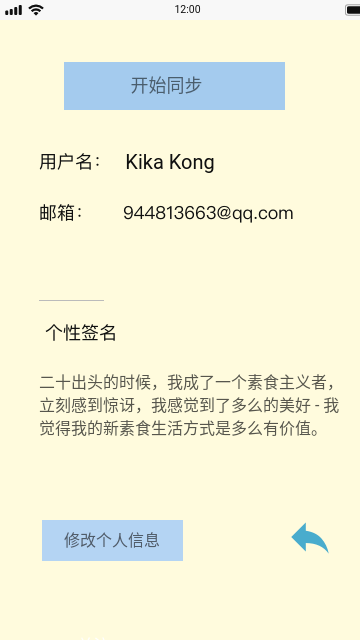 12:00
开始同步
用户名： Kika Kong
邮箱： 944813663@qq.com
个性签名
二十出头的时候，我成了一个素食主义者，
立刻感到惊讶，我感觉到了多么的美好 - 我
觉得我的新素食生活方式是多么有价值。
修改个人信息